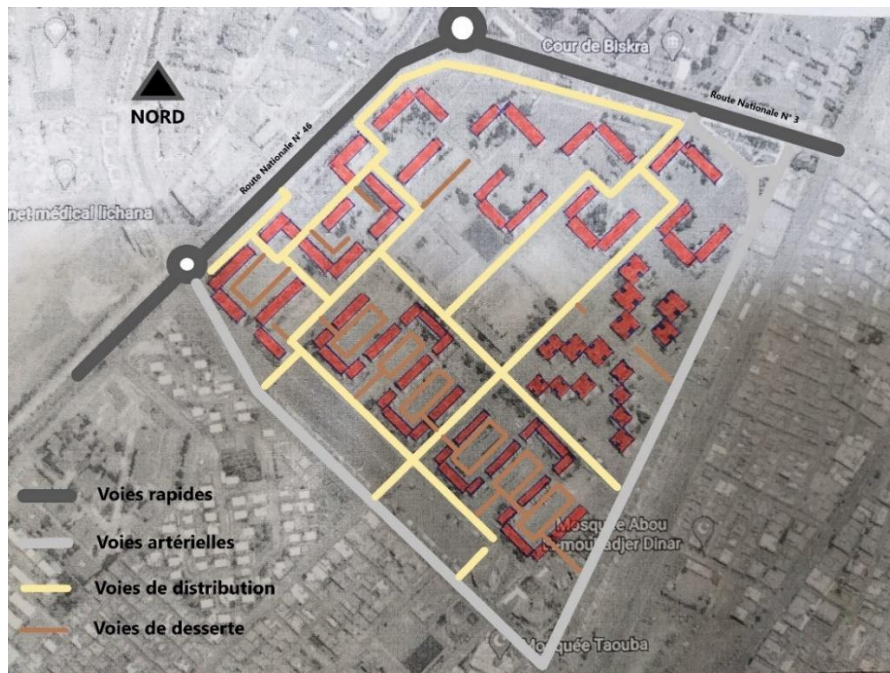 Cour de Biskra
Route Nationale N° 3
NORD
Route Nationale N° 46
net médical lichana
Voies rapides
Voies artérielles
Mosquée Abou
Dinar
Voies de distribution
Voies de desserte
Mosquée Taouba